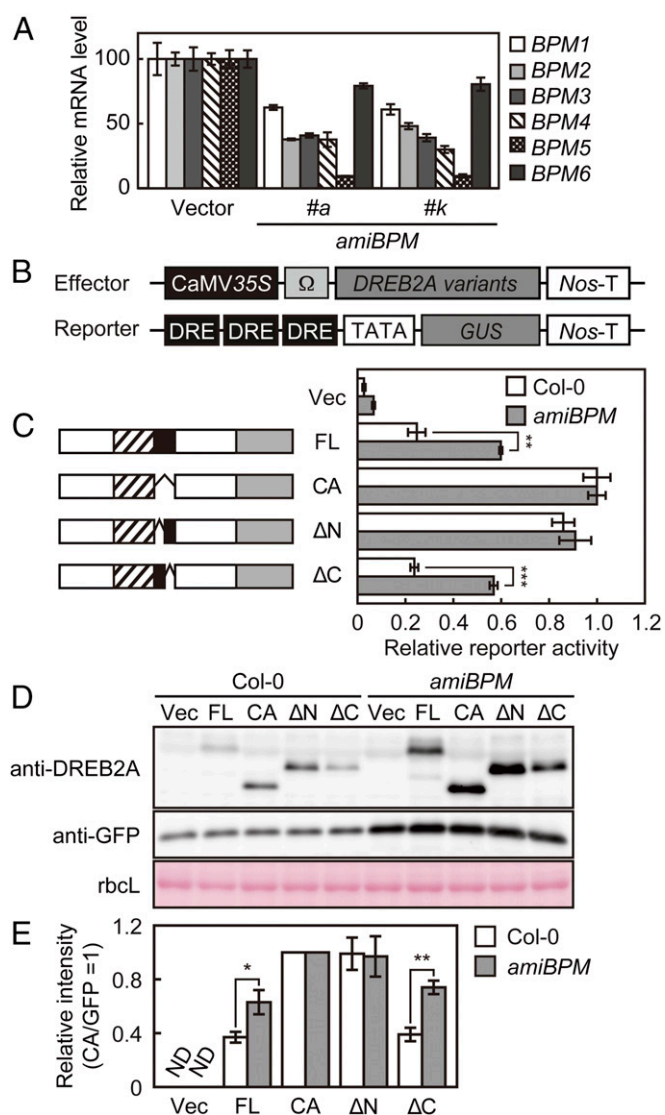 A
Relative mRNA level
100
50
0
Vector
#a
#k
amiBPM
BPM1
BPM2
BPM3
BPM4
BPM5
BPM6
B
Effector
CaMV35S
Ω
DREB2A variants
Nos-T
Reporter
DRE
DRE
DRE
TATA
GUS
Nos-T
C
Vec
FL
CA
ΔN
ΔC
Col-0
amiBPM
**
***
0
0.2
0.4
0.6
0.8
1.0
1.2
Relative reporter activity
D
Col-0
amiBPM
Vec FL CA ΔN ΔC Vec FL CA ΔN ΔC
anti-DREB2A
anti-GFP
rbcL
E
Relative intensity
(CA/GFP =1)
1.2
0.8
0.4
0
ND
ND
*
**
Col-0
amiBPM
Vec FL CA ΔN ΔC